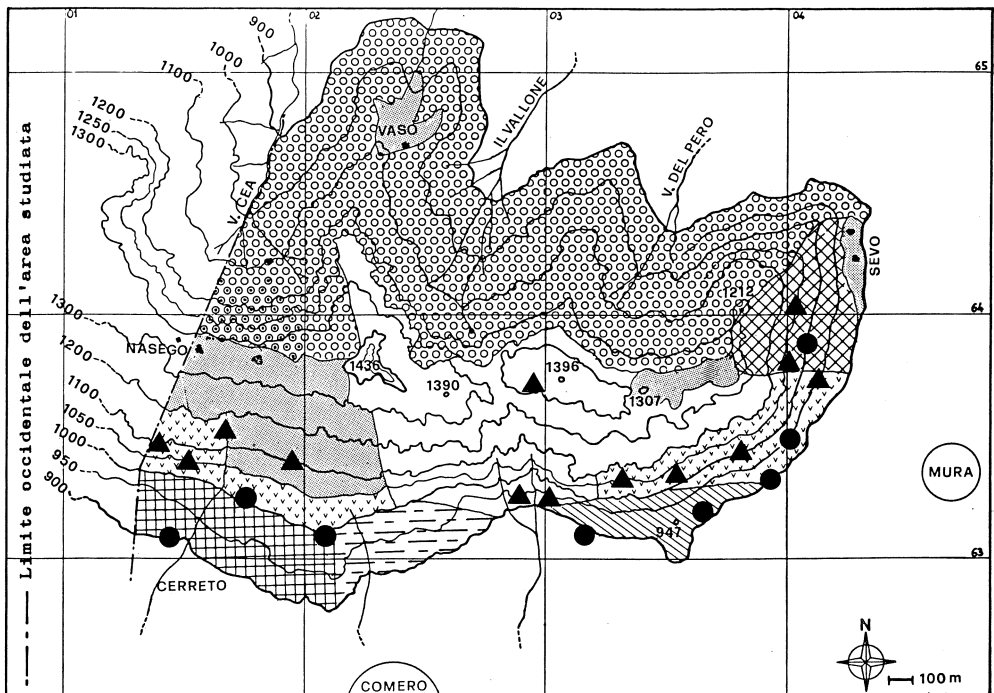 01
02
03
04
65
64
63
Limite occidentale dell'area studiata
900
1000
1100
1200
1250
1300
V. CEA
VASO
IL VALLONE
V. DEL PERO
SEVO
1212
1300
NASEGO
1200
1100
1050
1000
950
900
1436
1390
1396
1307
947
MURA
CERRETO
COMERO
N
100 m